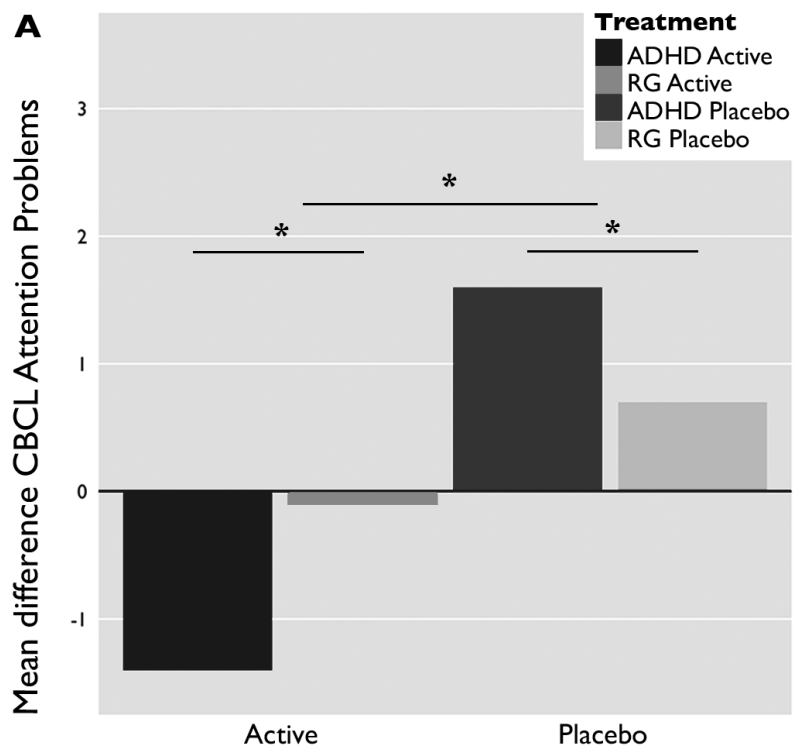 A
Treatment
ADHD Active
RG Active
ADHD Placebo
RG Placebo
Mean difference CBCL Attention Problems
3
2
1
0
-1
*
*
*
Active
Placebo